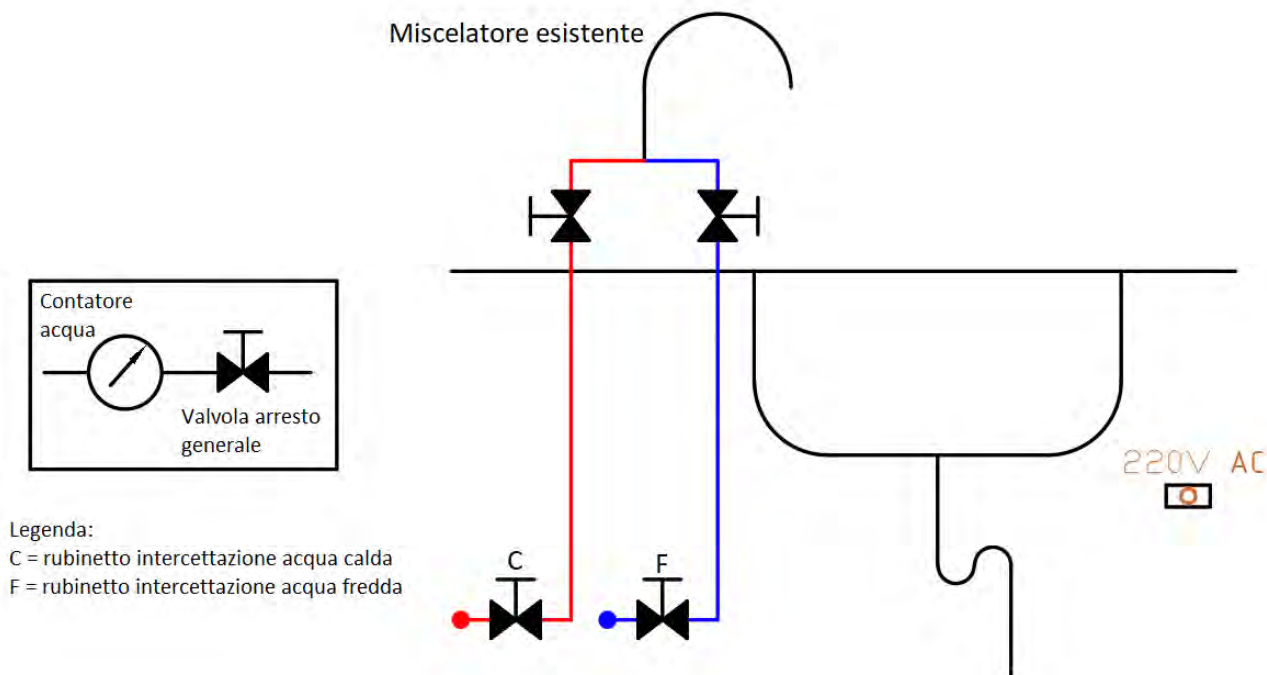 Miscelatore esistente
Contatore
acqua
Valvola arresto
generale
220V AC
Legenda:
C = rubinetto intercettazione acqua calda
F = rubinetto intercettazione acqua fredda
C
F